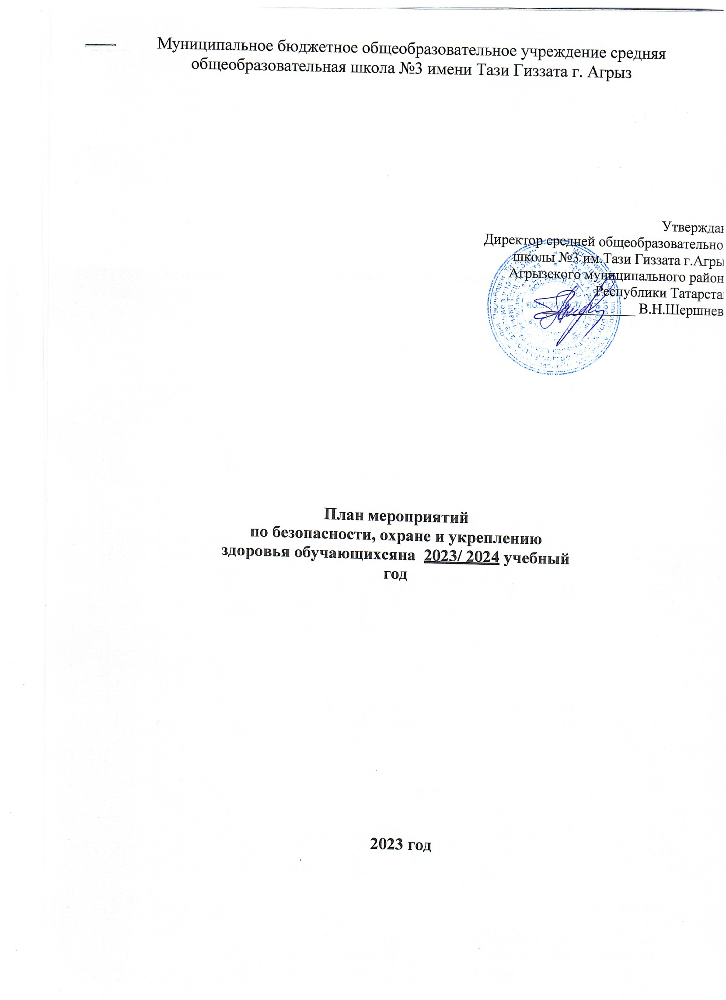 Муниципальное бюджетное общеобразовательное учреждение средняя
общеобразовательная школа №3 имени Тази Гиззата г. Агрыз
Утверждаю
Директор средней общеобразовательно
школы №3 им.Тази Гиззата г.Агры
Агрызского муниципального район
Республики Татарста
В.Н.Шершнев
План мероприятий
по безопасности, охране и укреплению
здоровья обучающихсяна 2023/ 2024 учебный
год
2023 год